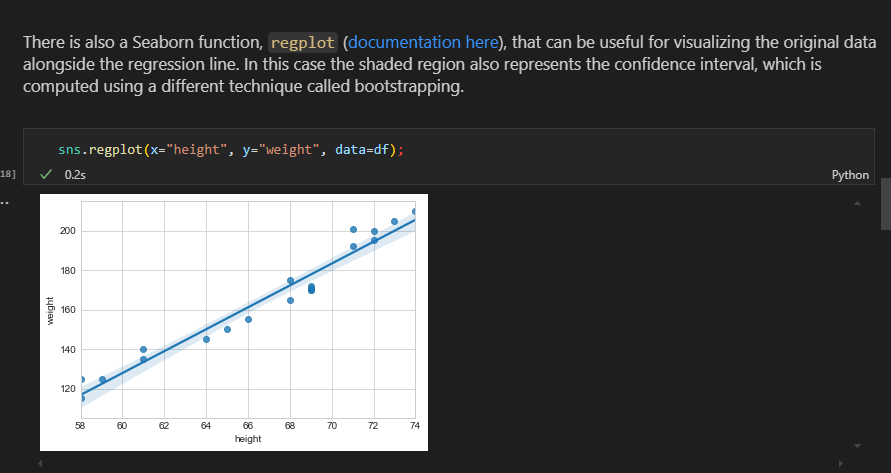 There is also a Seaborn function, regplot (documentation here), that can be useful for visualizing the original data
alongside the regression line. In this case the shaded region also represents the confidence interval, which is
computed using a different technique called bootstrapping.
sns.regplot(x="height", y="weight", data=df);
18]
0.2s
Python
200
180
160
140
120
weight
58 60 62 64 66 68 70 72 74
height